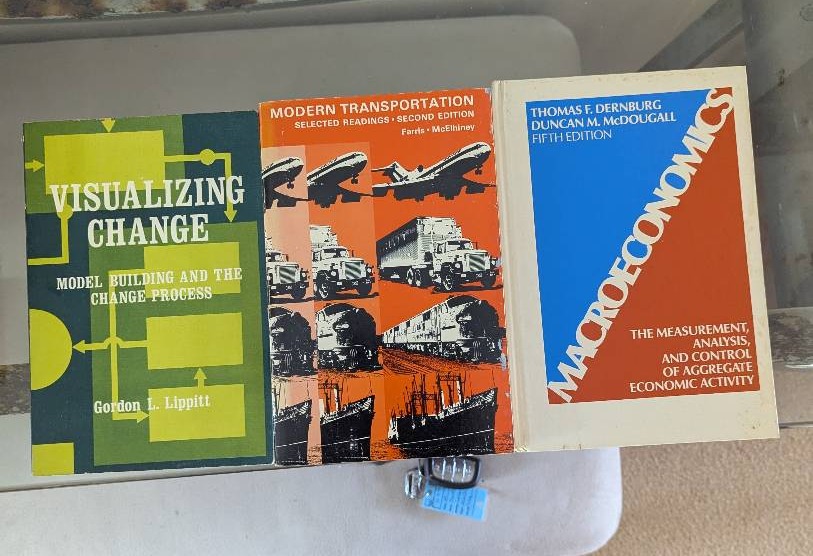 VISUALIZING
CHANGE
MODEL BUILDING AND THE
CHANGE PROCESS
Gordon L. Lippitt
MODERN TRANSPORTATION
SELECTED READINGS • SECOND EDITION
Farris • McElhiney
THOMAS F. DERNBURG
DUNCAN M. McDOUGALL
FIFTH EDITION
MACROECONOMICS
THE MEASUREMENT,
ANALYSIS,
AND CONTROL
OF AGGREGATE
ECONOMIC ACTIVITY